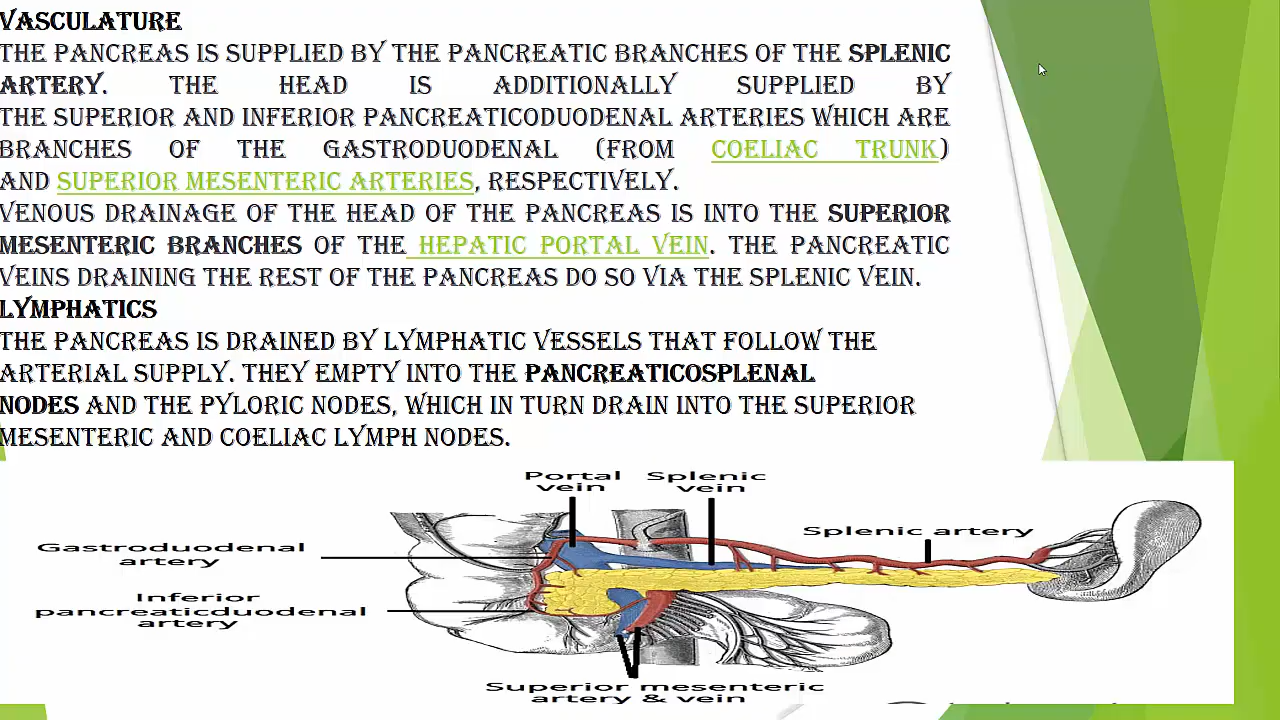 VASCULATURE
THE PANCREAS IS SUPPLIED BY THE PANCREATIC BRANCHES OF THE SPLENIC
ARTERY. THE HEAD IS ADDITIONALLY SUPPLIED BY
THE SUPERIOR AND INFERIOR PANCREATICODUODENAL ARTERIES WHICH ARE
BRANCHES OF THE GASTRODUODENAL (FROM COELIAC TRUNK)
AND SUPERIOR MESENTERIC ARTERIES, RESPECTIVELY.
VENOUS DRAINAGE OF THE HEAD OF THE PANCREAS IS INTO THE SUPERIOR
MESENTERIC BRANCHES OF THE HEPATIC PORTAL VEIN. THE PANCREATIC
VEINS DRAINING THE REST OF THE PANCREAS DO SO VIA THE SPLENIC VEIN.
LYMPHATICS
THE PANCREAS IS DRAINED BY LYMPHATIC VESSELS THAT FOLLOW THE
ARTERIAL SUPPLY. THEY EMPTY INTO THE PANCREATICOSPLENAL
NODES AND THE PYLORIC NODES, WHICH IN TURN DRAIN INTO THE SUPERIOR
MESENTERIC AND COELIAC LYMPH NODES.
Portal vein
Splenic vein
Splenic artery
Gastroduodenal
artery
Inferior
pancreaticduodenal
artery
Superior mesenteric
artery & vein